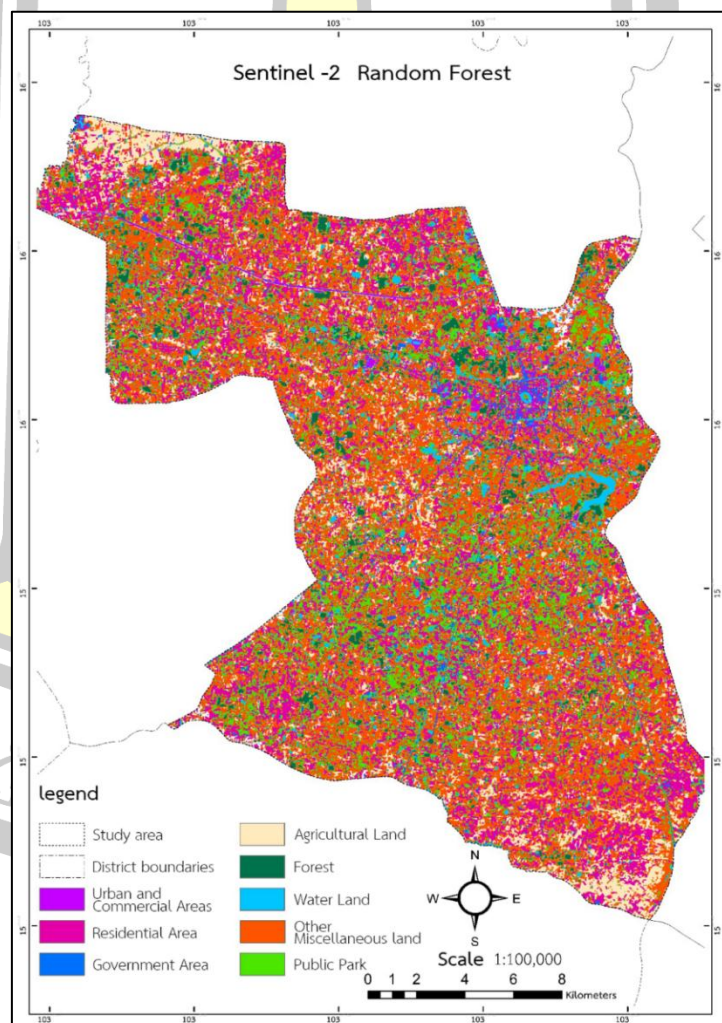 103 103 103 103 103
Sentinel -2 Random Forest
16 16
16 16
16 16
15 15
15 15
15 15
legend
Study area
District boundaries
Urban and
Commercial Areas
Residential Area
Government Area
Agricultural Land
Forest
Water Land
Other
Miscellaneous land
Public Park
N
W E
S
Scale 1:100,000
0 1 2 4 6 8
Kilometers
103 103 103 103 103